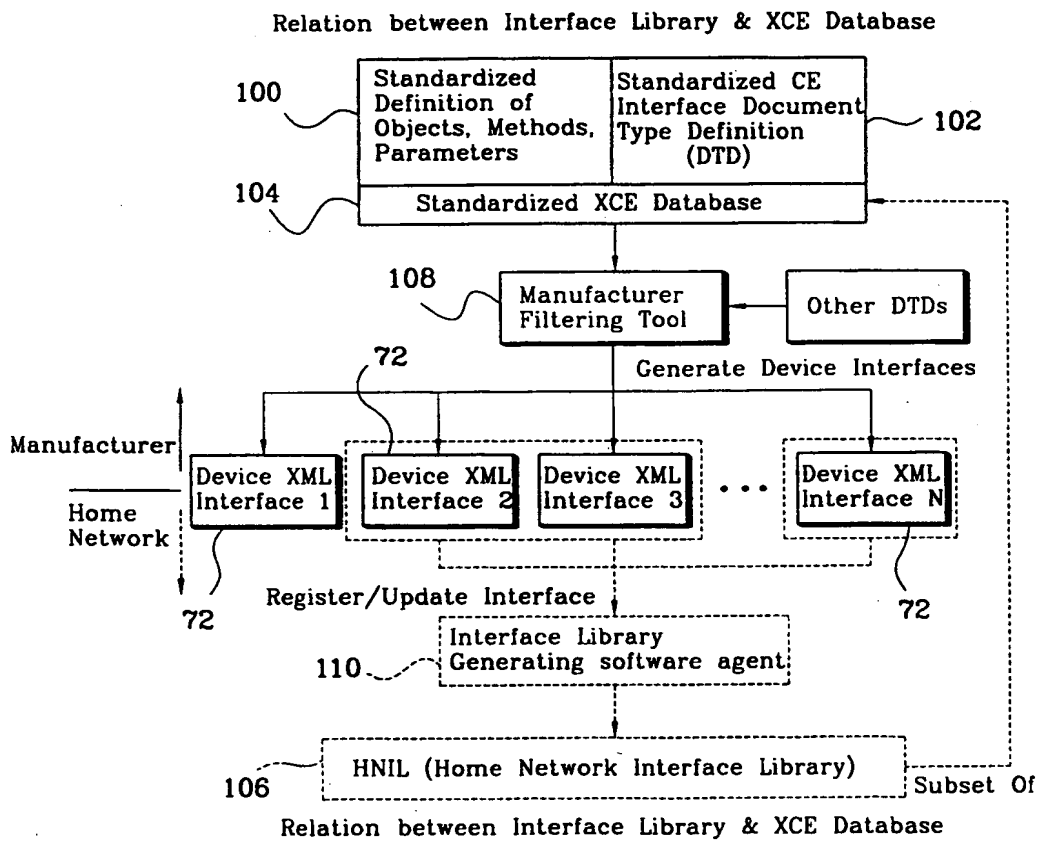 Relation between Interface Library & XCE Database
100
Standardized
Definition of
Objects, Methods,
Parameters
Standardized CE
Interface Document
Type Definition
(DTD)
102
104
Standardized XCE Database
108
Manufacturer
Filtering Tool
Other DTDs
72
Generate Device Interfaces
Manufacturer
Home
Network
Device XML
Interface 1
Device XML
Interface 2
Device XML
Interface 3
Device XML
Interface N
72
72
Register/Update Interface
110
Interface Library
Generating software agent
106
HNIL (Home Network Interface Library)
Subset Of
Relation between Interface Library & XCE Database